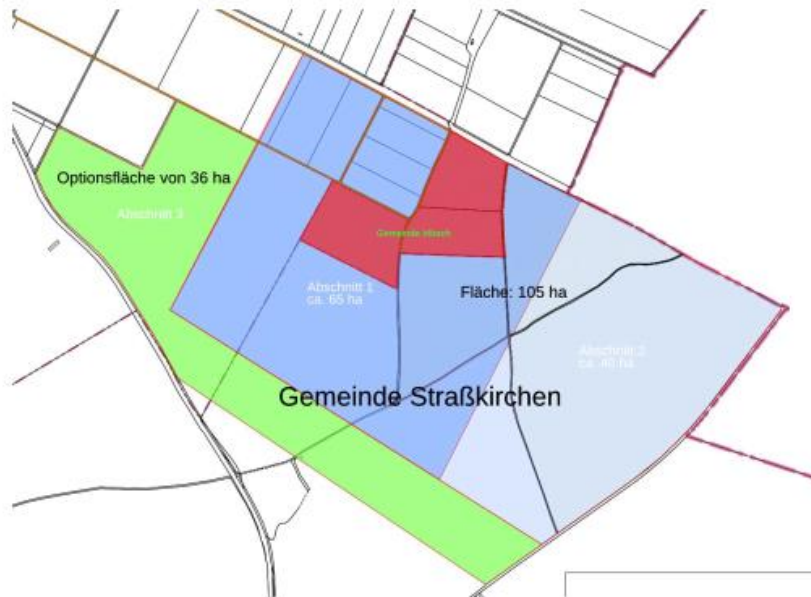 Optionsfläche von 36 ha
Abschnitt 3
Gemeinde
Abschnitt 1
ca. 65 ha
Fläche: 105 ha
Abschnitt 2
ca. 40 ha
Gemeinde Straßkirchen